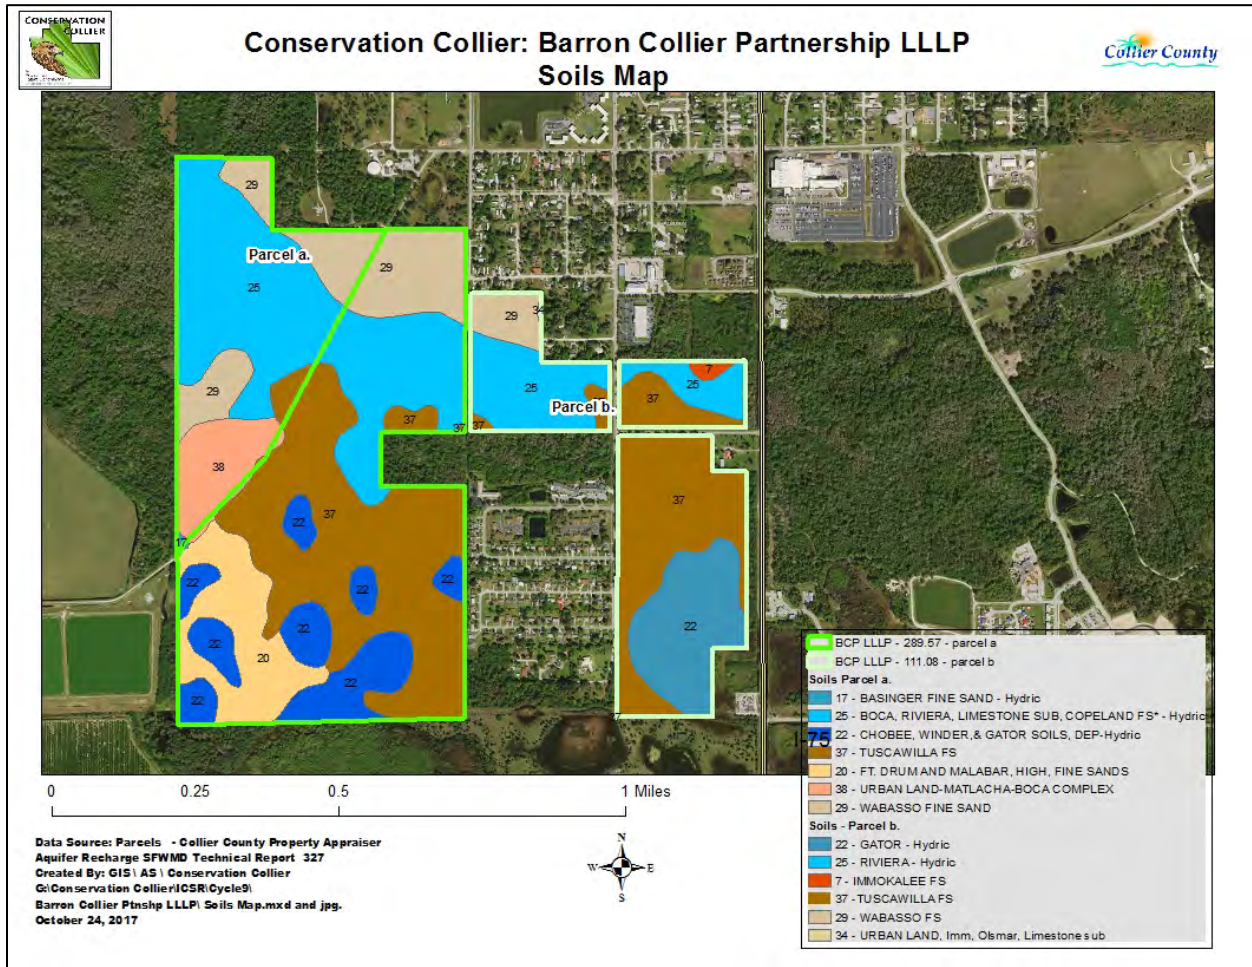 CONSERVATION
COLLIER
Conservation Collier: Barron Collier Partnership LLLP
Soils Map
Collier County
29
Parcel a.
29
25
29
34
7
25
25
29
37
Parcel b.
37
37
37
38
37
37
22
17
22
22
22
22
22
22
20
22
22
I-75
BCP LLLP - 289.57 - parcel a
BCP LLLP - 111.08 - parcel b
Soils Parcel a.
17 - BASINGER FINE SAND - Hydric
25 - BOCA, RIVIERA, LIMESTONE SUB, COPELAND FS* - Hydric
22 - CHOBEE, WINDER,& GATOR SOILS, DEP-Hydric
37 - TUSCAWILLA FS
20 - FT. DRUM AND MALABAR, HIGH, FINE SANDS
38 - URBAN LAND-MATLACHA-BOCA COMPLEX
29 - WABASSO FINE SAND
Soils - Parcel b.
22 - GATOR - Hydric
25 - RIVIERA - Hydric
7 - IMMOKALEE FS
37 -TUSCAWILLA FS
29 - WABASSO FS
34 - URBAN LAND, Imm, Olsmar, Limestone sub
0 0.25 0.5 1 Miles
Data Source: Parcels - Collier County Property Appraiser
Aquifer Recharge SFWMD Technical Report 327
Created By: GIS \ AS \ Conservation Collier
G:\Conservation Collier\ICSR\Cycle9\
Barron Collier Ptnshp LLLP\ Soils Map.mxd and jpg.
October 24, 2017
N
W E
S